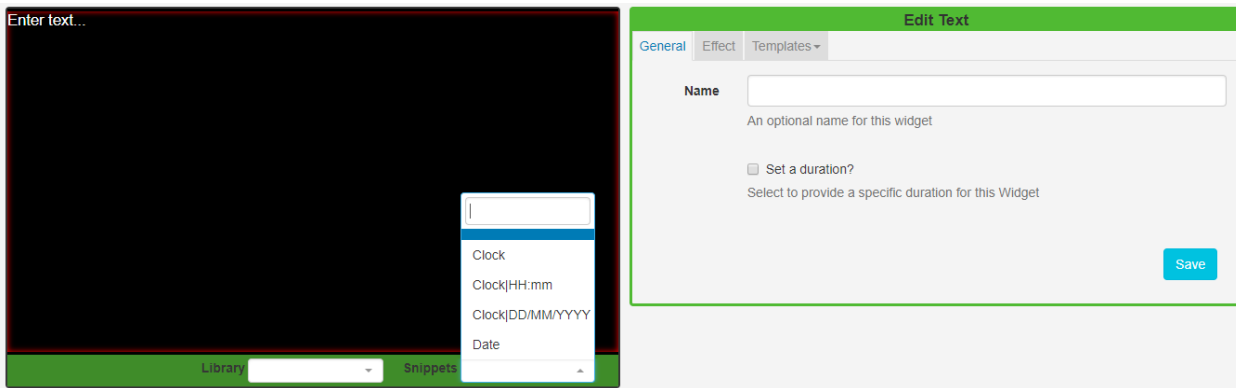 Enter text...
Clock
Clock|HH:mm
Clock|DD/MM/YYYY
Date
Library
Snippets
Edit Text
General Effect Templates
Name
An optional name for this widget
Set a duration?
Select to provide a specific duration for this Widget
Save